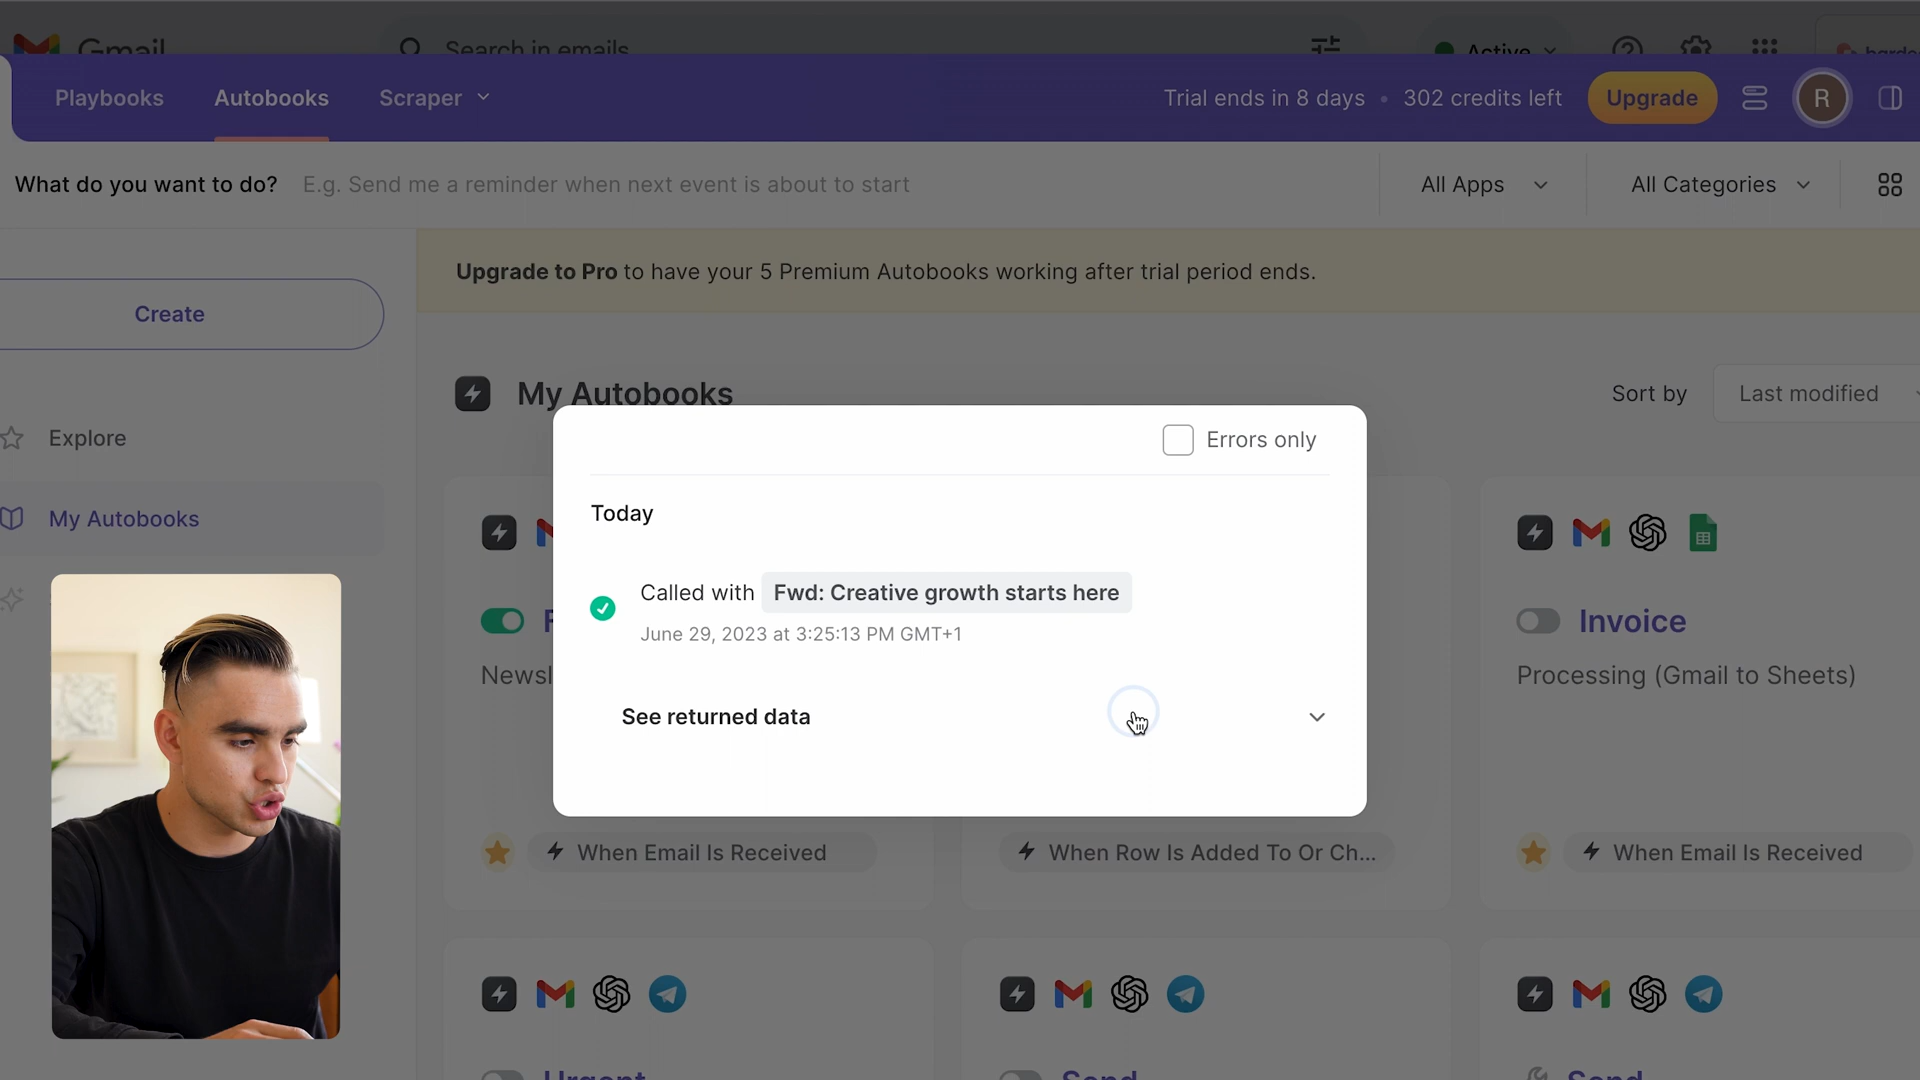 Gmail
Search in emails
Active
Playbooks
Autobooks
Scraper
Trial ends in 8 days • 302 credits left
Upgrade
R
What do you want to do?
E.g. Send me a reminder when next event is about to start
All Apps
All Categories
Upgrade to Pro to have your 5 Premium Autobooks working after trial period ends.
Create
Explore
My Autobooks
My Autobooks
Sort by
Last modified
Errors only
Today
Called with Fwd: Creative growth starts here
June 29, 2023 at 3:25:13 PM GMT+1
See returned data
Invoice
Processing (Gmail to Sheets)
When Email Is Received
When Row Is Added To Or Ch...
When Email Is Received
Urgent
Send
Send